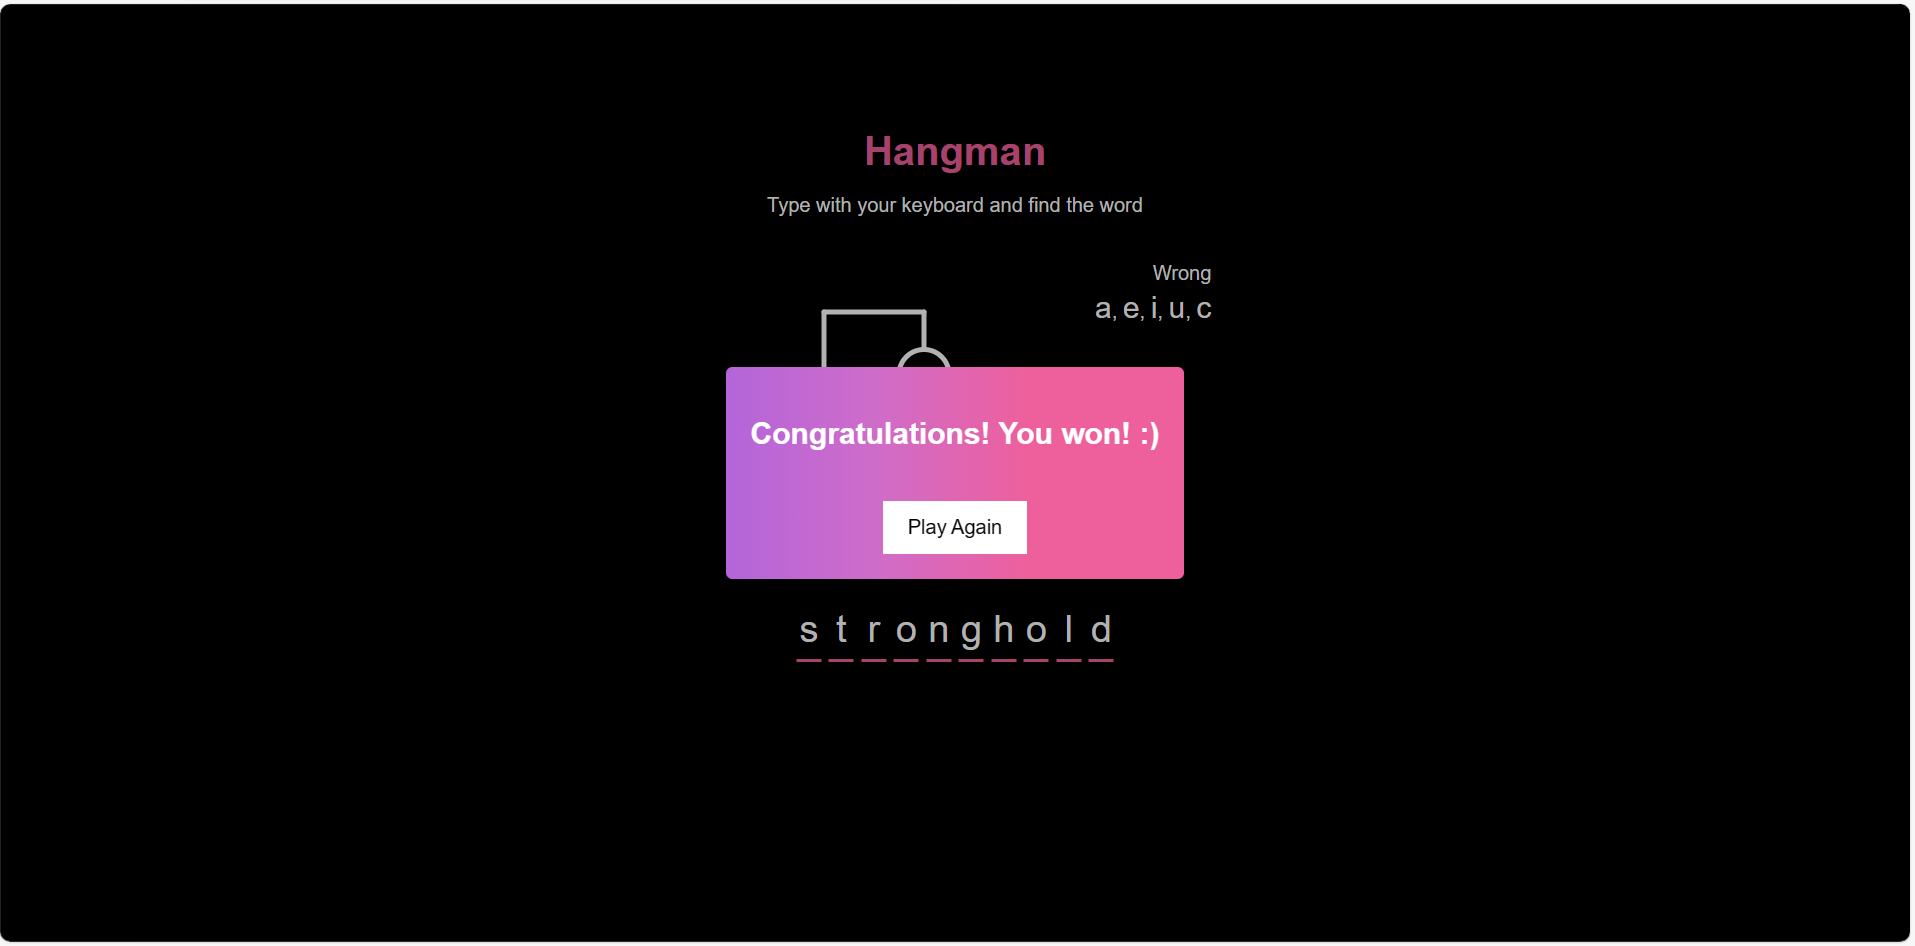 Hangman
Type with your keyboard and find the word
Wrong
a, e, i, u, c
Congratulations! You won! :)
Play Again
s t r o n g h o l d